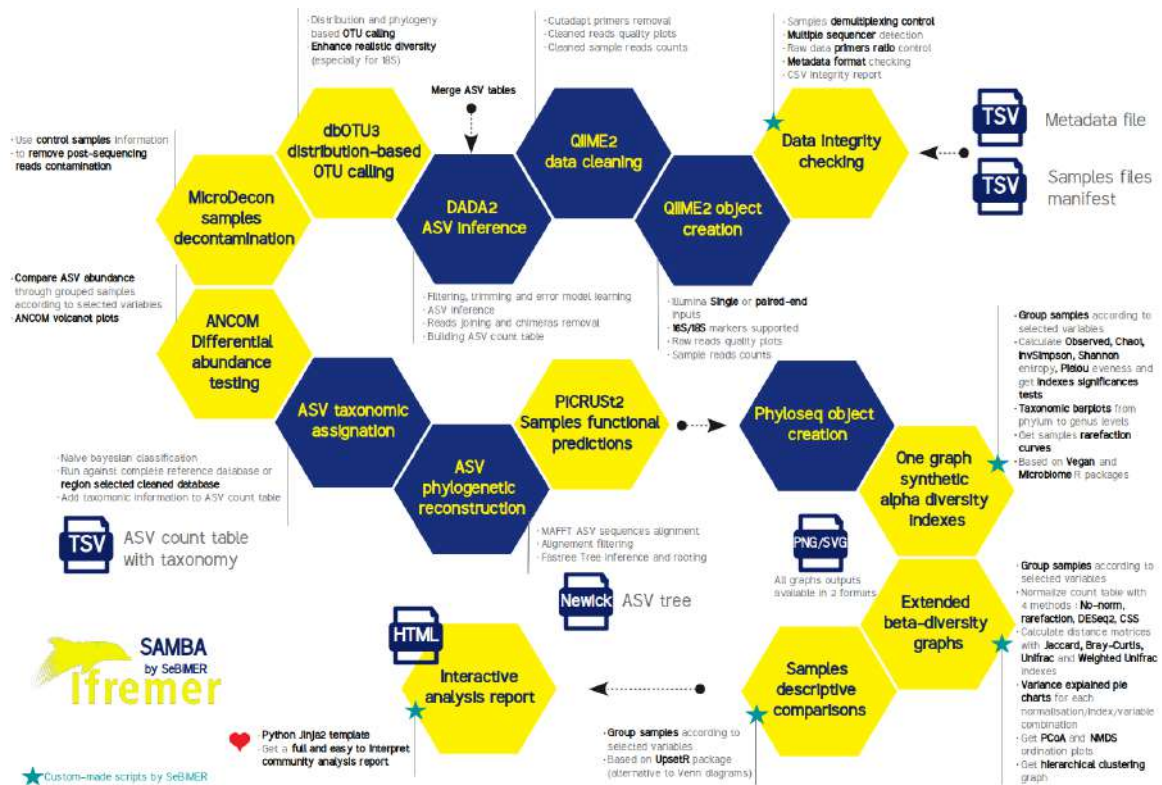 · Distribution and phylogeny
based OTU calling
· Enhance realistic diversity
(especially for 18S)
· Cutadapt primers removal
· Cleaned reads quality plots
· Cleaned sample reads counts
· Samples demultiplexing control
· Multiple sequencer detection
· Raw data primers ratio control
· Metadata format checking
· CSV integrity report
Merge ASV tables
TSV
Metadata file
TSV
Samples files
manifest
Data integrity
checking
QIIME2 object
creation
QIIME2
data cleaning
DADA2
ASV inference
dbOTU3
distribution-based
OTU calling
· Use control samples information
· to remove post-sequencing
reads contamination
MicroDecon
samples
decontamination
· Compare ASV abundance
through grouped samples
according to selected variables
· ANCOM volcanot plots
ANCOM
Differential
abundance
testing
· Filtering, trimming and error model learning
· ASV inference
· Reads joining and chimeras removal
· Building ASV count table
· Illumina Single or paired-end
inputs
· 16S/18S markers supported
· Raw reads quality plots
· Sample reads counts
ASV taxonomic
assignation
ASV
phylogenetic
reconstruction
PICRUSt2
Samples functional
predictions
Phyloseq object
creation
One graph
synthetic
alpha diversity
indexes
· Group samples according to
selected variables
· Calculate Observed, Chao1,
InvSimpson, Shannon
entropy, Pielou eveness and
get indexes significances
tests
· Taxonomic barplots from
phylum to genus levels
· Get samples rarefaction
curves
· Based on Vegan and
Microbiome R packages
· Naive bayesian classification
· Run against complete reference database or
region selected cleaned database
· Add taxomonic information to ASV count table
TSV
ASV count table
with taxonomy
· MAFFT ASV sequences alignment
· Alignement filtering
· Fastree Tree inference and rooting
Newick
ASV tree
PNG/SVG
All graphs outputs
available in 2 formats
Extended
beta-diversity
graphs
· Group samples according to
selected variables
· Normalize count table with
4 methods : No-norm,
rarefaction, DESeq2, CSS
· Calculate distance matrices
with Jaccard, Bray-Curtis,
Unifrac and Weighted Unifrac
indexes
· Variance explained pie
charts for each
normalisation/index/variable
combination
· Get PCoA and NMDS
ordination plots
· Get hierarchical clustering
graph
Samples
descriptive
comparisons
· Group samples according to
selected variables
· Based on UpsetR package
(alternative to Venn diagrams)
HTML
Interactive
analysis report
· Python Jinja2 template
· Get a full and easy to interpret
community analysis report
SAMBA
by SeBiMER
Ifremer
Custom-made scripts by SeBiMER